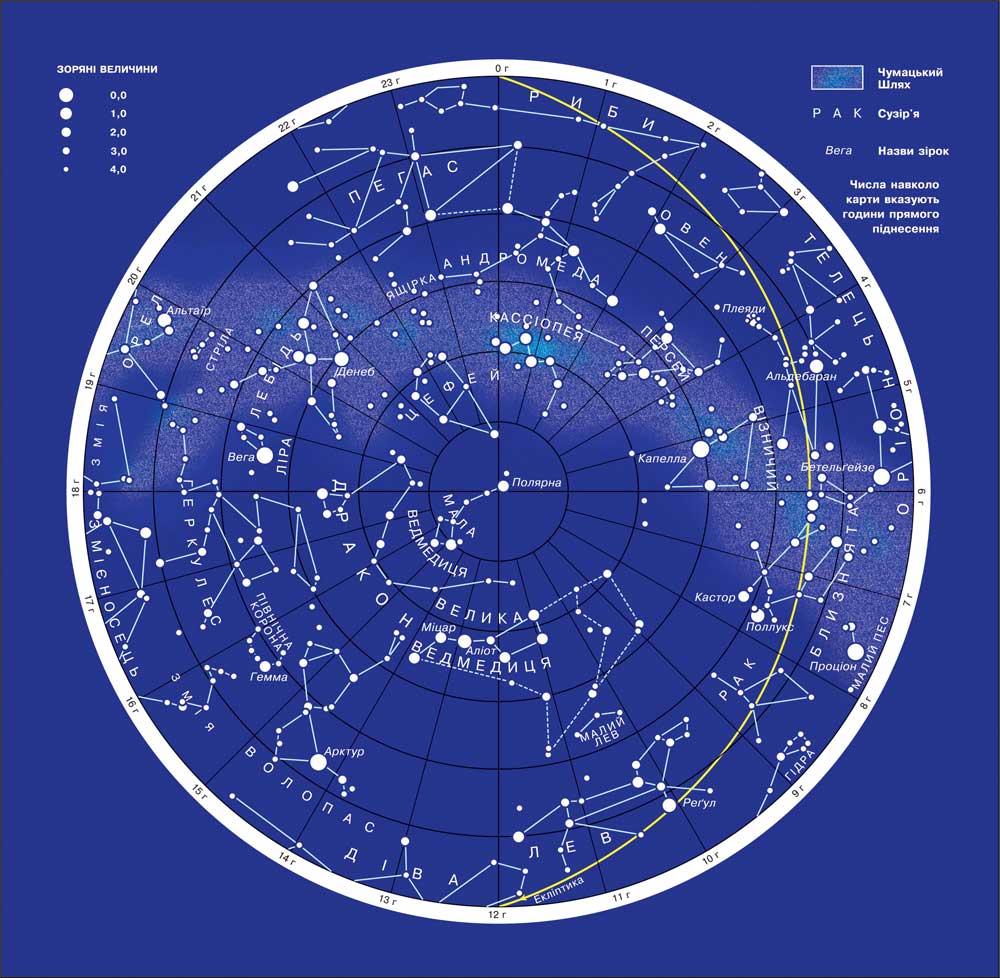 ЗОРЯНІ ВЕЛИЧИНИ
0,0
1,0
2,0
3,0
4,0
Чумацький
Шлях
Р А К
Сузір'я
Вега
Назви зірок
Числа навколо
карти вказують
години прямого
піднесення
0 г
1 г
2 г
3 г
4 г
5 г
6 г
7 г
8 г
9 г
10 г
11 г
12 г
13 г
14 г
15 г
16 г
17 г
18 г
19 г
20 г
21 г
22 г
23 г
РИБИ
ПЕГАС
ОВЕН
ТЕЛЕЦЬ
АНДРОМЕДА
ЯЩІРКА
КАССІОПЕЯ
ПЕРСЕЙ
Плеяди
ОРЕЛ
Альтаїр
СТРІЛА
ЛЕБІДЬ
Денеб
ЦЕФЕЙ
Альдебаран
ОРІОН
ВІЗНИЧИЙ
Капелла
Бетельгейзе
ЗМІЯ
Вега
ЛІРА
Полярна
МАЛА
ВЕДМЕДИЦЯ
ДРАКОН
ГЕРКУЛЕС
ЗМІЄНОСЕЦЬ
ПІВНІЧНА
КОРОНА
Гемма
ЗМІЯ
ВЕЛИКА
Міцар
Аліот
ВЕДМЕДИЦЯ
Кастор
Поллукс
БЛИЗНЯТА
Проціон
МАЛИЙ ПЕС
РАК
МАЛИЙ
ЛЕВ
ГІДРА
Арктур
ВОЛОПАС
Регул
ЛЕВ
ДІВА
Екліптика